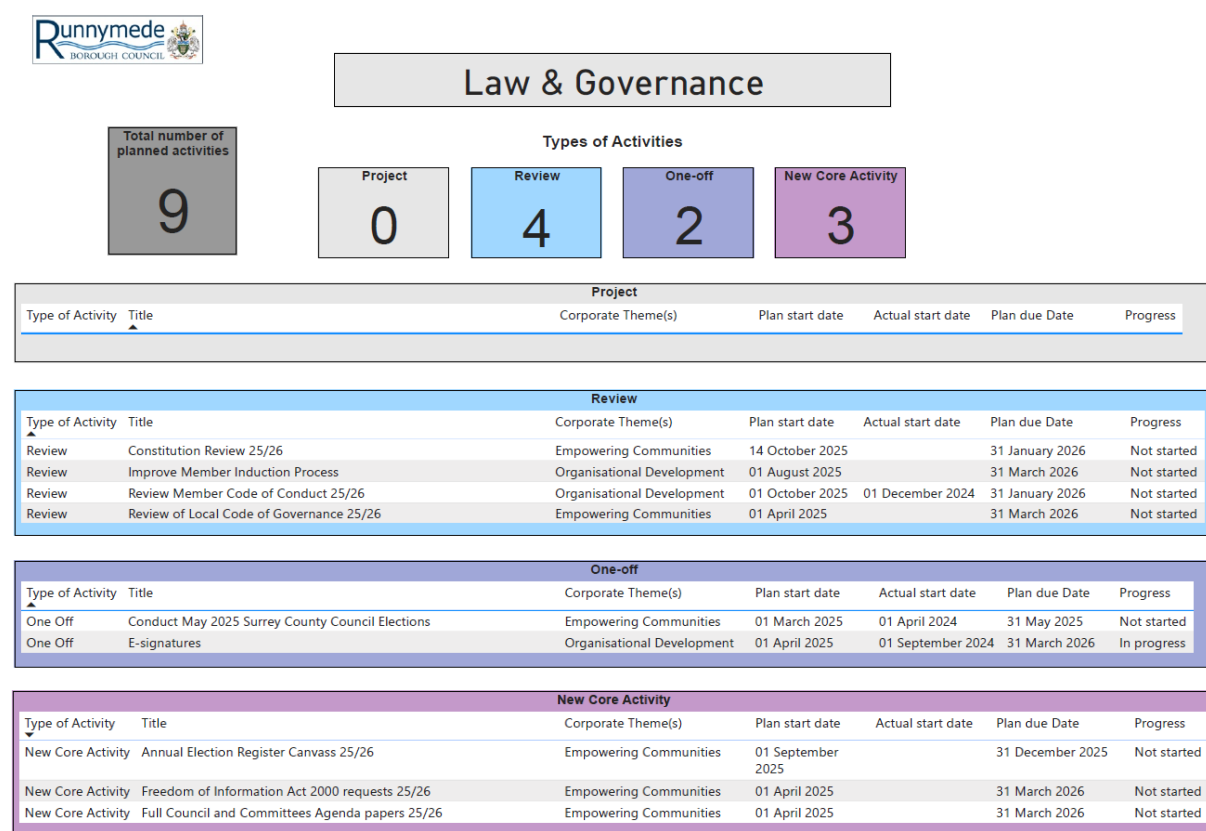 Runnymede
BOROUGH COUNCIL
Law & Governance
Total number of
planned activities
9
Types of Activities
Project
0
Review
4
One-off
2
New Core Activity
3
Project
Type of Activity Title Corporate Theme(s) Plan start date Actual start date Plan due Date Progress
Review
Type of Activity Title Corporate Theme(s) Plan start date Actual start date Plan due Date Progress
Review Constitution Review 25/26 Empowering Communities 14 October 2025 31 January 2026 Not started
Review Improve Member Induction Process Organisational Development 01 August 2025 31 March 2026 Not started
Review Review Member Code of Conduct 25/26 Organisational Development 01 October 2025 01 December 2024 31 January 2026 Not started
Review Review of Local Code of Governance 25/26 Empowering Communities 01 April 2025 31 March 2026 Not started
One-off
Type of Activity Title Corporate Theme(s) Plan start date Actual start date Plan due Date Progress
One Off Conduct May 2025 Surrey County Council Elections Empowering Communities 01 March 2025 01 April 2024 31 May 2025 Not started
One Off E-signatures Organisational Development 01 April 2025 01 September 2024 31 March 2026 In progress
New Core Activity
Type of Activity Title Corporate Theme(s) Plan start date Actual start date Plan due Date Progress
New Core Activity Annual Election Register Canvass 25/26 Empowering Communities 01 September 31 December 2025 Not started
2025
New Core Activity Freedom of Information Act 2000 requests 25/26 Empowering Communities 01 April 2025 31 March 2026 Not started
New Core Activity Full Council and Committees Agenda papers 25/26 Empowering Communities 01 April 2025 31 March 2026 Not started